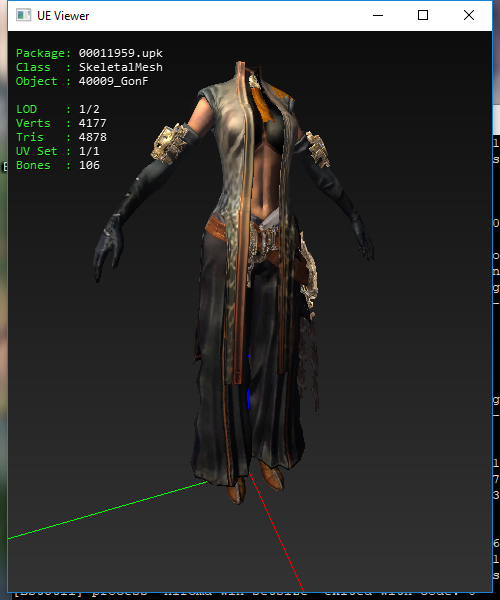 UE Viewer
Package: 00011959.upk
Class : SkeletalMesh
Object : 40009_GonF
LOD : 1/2
Verts : 4177
Tris : 4878
UV Set : 1/1
Bones : 106